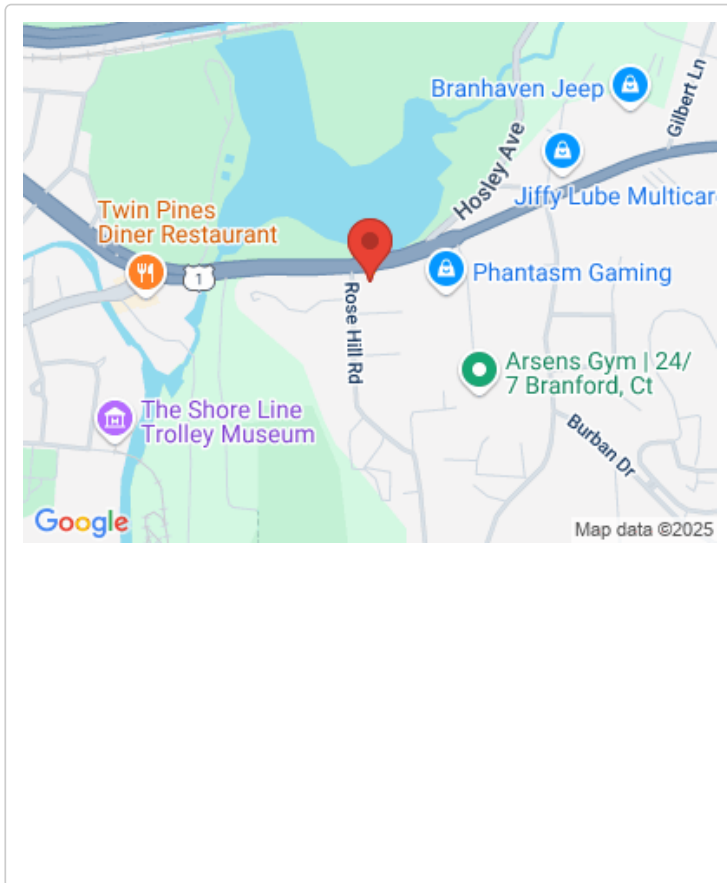 Branhaven Jeep
Gilbert Ln
Hosley Ave
Jiffy Lube Multicar
Twin Pines
Diner Restaurant
1
Phantasm Gaming
Rose Hill Rd
Arsens Gym | 24/
7 Branford, Ct
The Shore Line
Trolley Museum
Burban Dr
Google
Map data ©2025